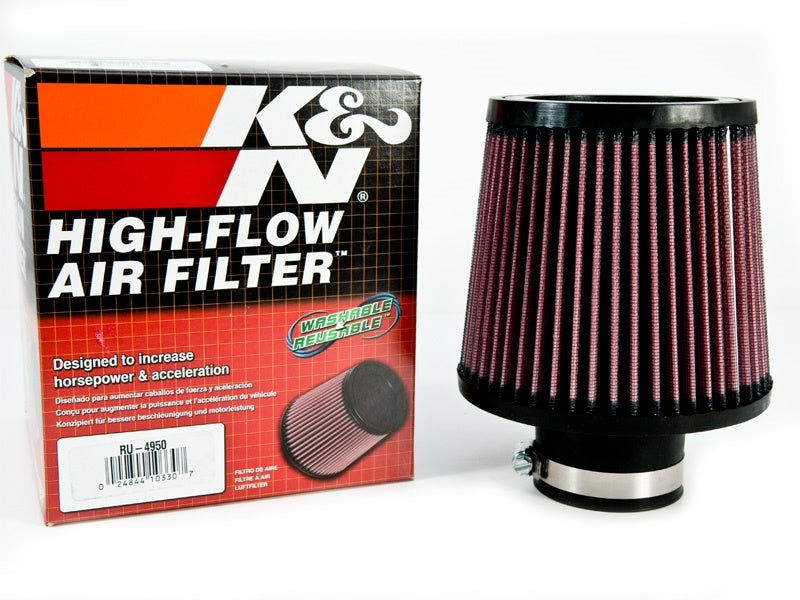 K&N®
HIGH-FLOW
AIR FILTER™
WASHABLE
&
REUSABLE™
Designed to increase
horsepower & acceleration
Diseñado para aumentar caballos de fuerza y aceleración
Conçu pour augmenter la puissance et l'accélération du véhicule
Konzipiert für bessere beschleunigung und motorleistung
RU-4950
0 24844 10330 7
FILTRO DE AIRE
FILTRE À AIR
LUFTFILTER